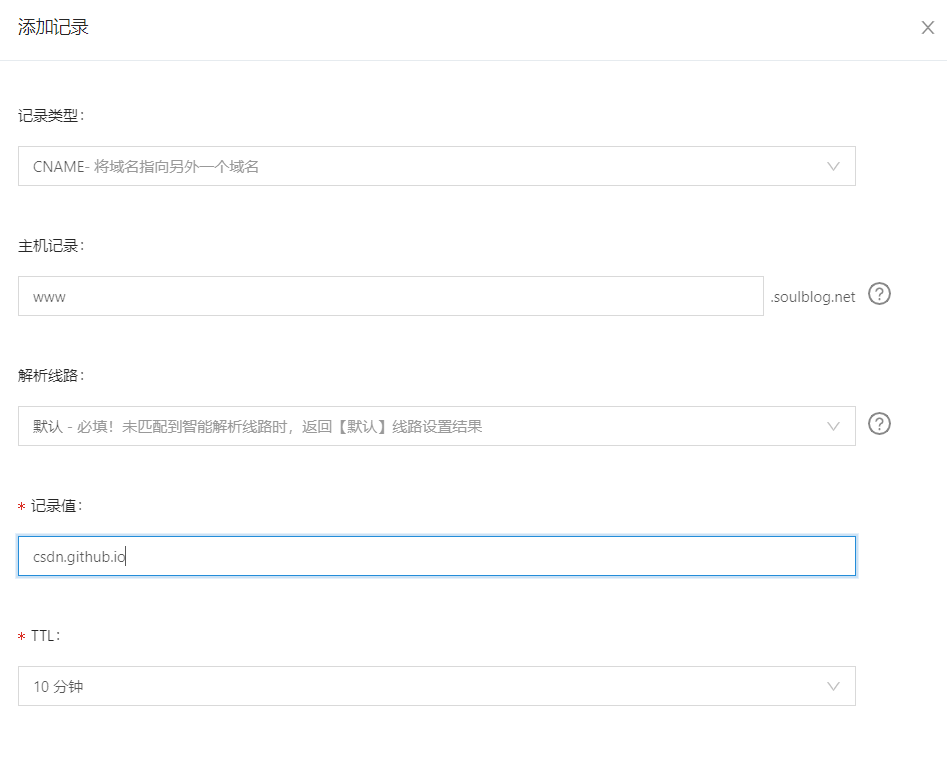 添加记录
记录类型：
CNAME- 将域名指向另外一个域名
主机记录：
www .soulblog.net ?
解析线路：
默认 - 必填！未匹配到智能解析线路时，返回【默认】线路设置结果 ?
* 记录值：
csdn.github.io
* TTL：
10 分钟